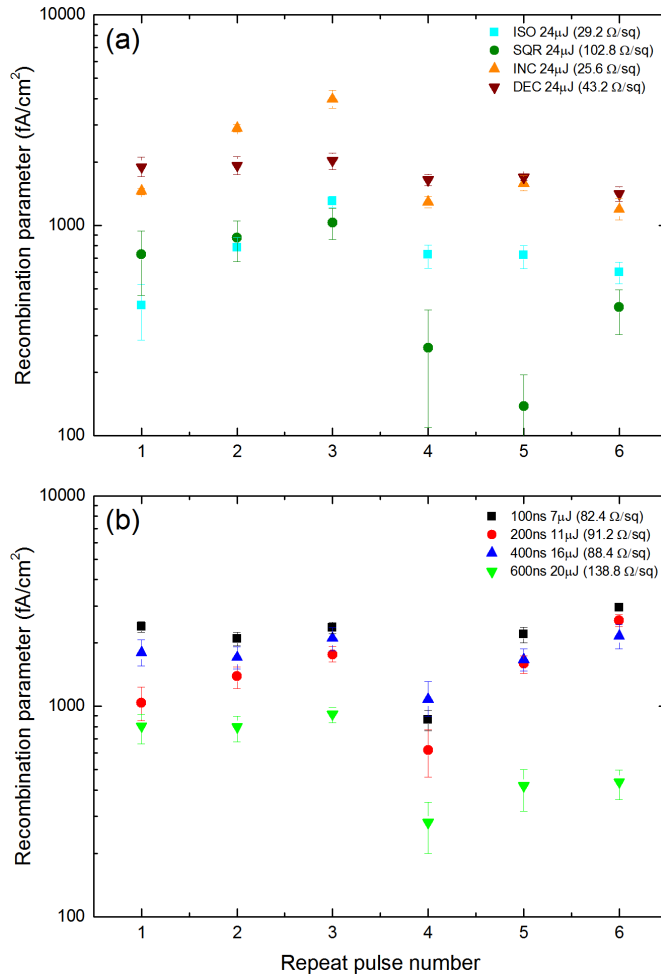 (a)
ISO 24μJ (29.2 Ω/sq)
SQR 24μJ (102.8 Ω/sq)
INC 24μJ (25.6 Ω/sq)
DEC 24μJ (43.2 Ω/sq)
Recombination parameter (fA/cm²)
10000
1000
100
1 2 3 4 5 6
(b)
100ns 7μJ (82.4 Ω/sq)
200ns 11μJ (91.2 Ω/sq)
400ns 16μJ (88.4 Ω/sq)
600ns 20μJ (138.8 Ω/sq)
Recombination parameter (fA/cm²)
10000
1000
100
1 2 3 4 5 6
Repeat pulse number